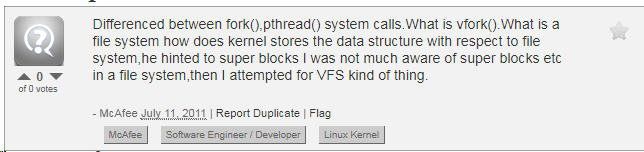 Differenced between fork(),pthread() system calls.What is vfork().What is a
file system how does kernel stores the data structure with respect to file
system,he hinted to super blocks I was not much aware of super blocks etc
in a file system,then I attempted for VFS kind of thing.
0
of 0 votes
- McAfee July 11, 2011 | Report Duplicate | Flag
McAfee Software Engineer / Developer Linux Kernel